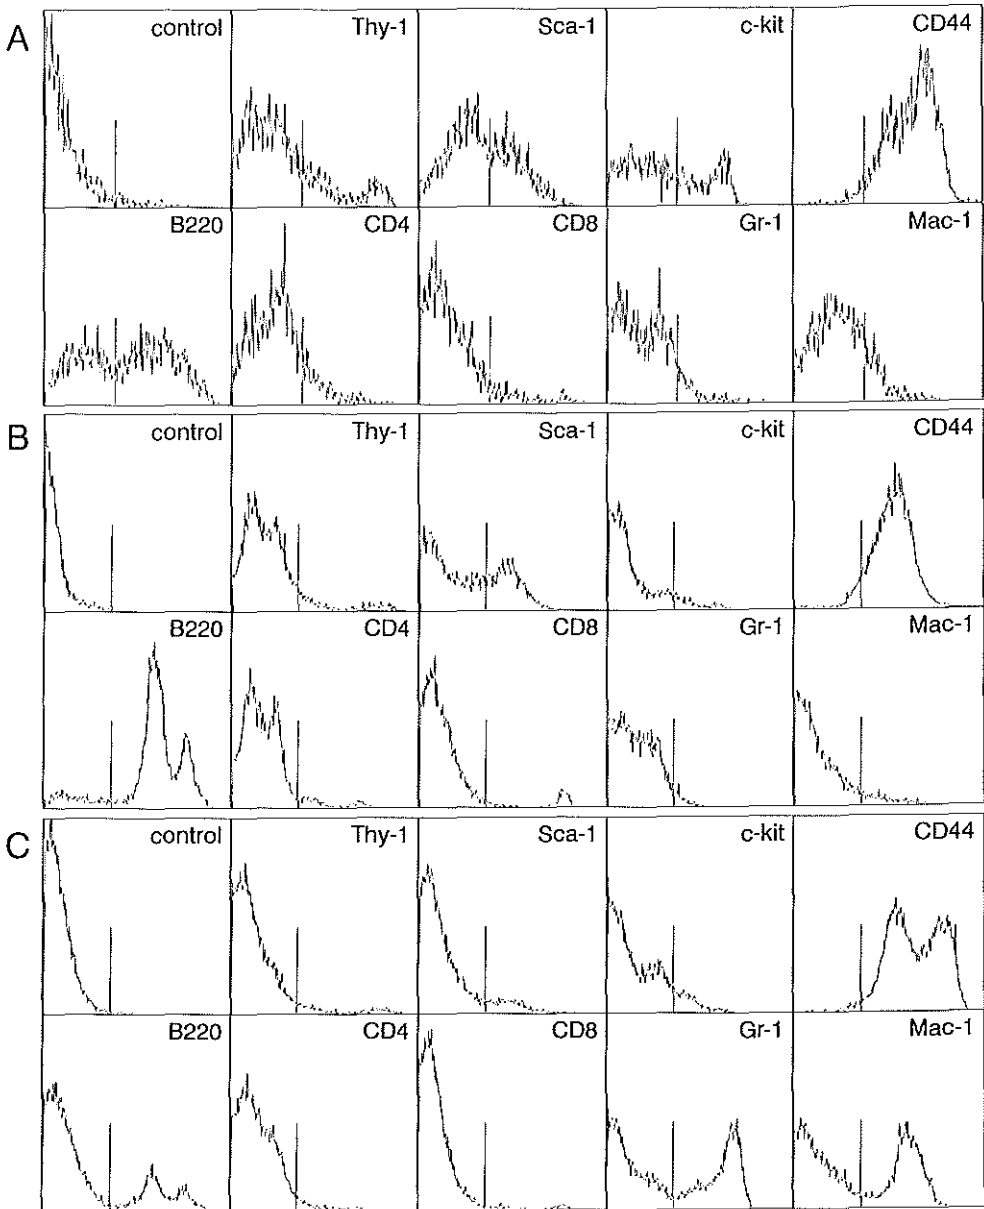 A control Thy-1 Sca-1 c-kit CD44
B220 CD4 CD8 Gr-1 Mac-1
B control Thy-1 Sca-1 c-kit CD44
B220 CD4 CD8 Gr-1 Mac-1
C control Thy-1 Sca-1 c-kit CD44
B220 CD4 CD8 Gr-1 Mac-1